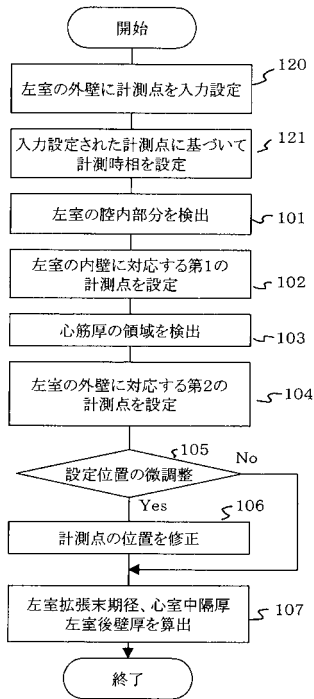 開始
120
左室の外壁に計測点を入力設定
121
入力設定された計測点に基づいて
計測時相を設定
左室の腔内部分を検出
101
左室の内壁に対応する第1の
計測点を設定
102
心筋厚の領域を検出
103
左室の外壁に対応する第2の
計測点を設定
104
105
設定位置の微調整
No
Yes
106
計測点の位置を修正
左室拡張末期径、心室中隔厚
左室後壁厚を算出
107
終了